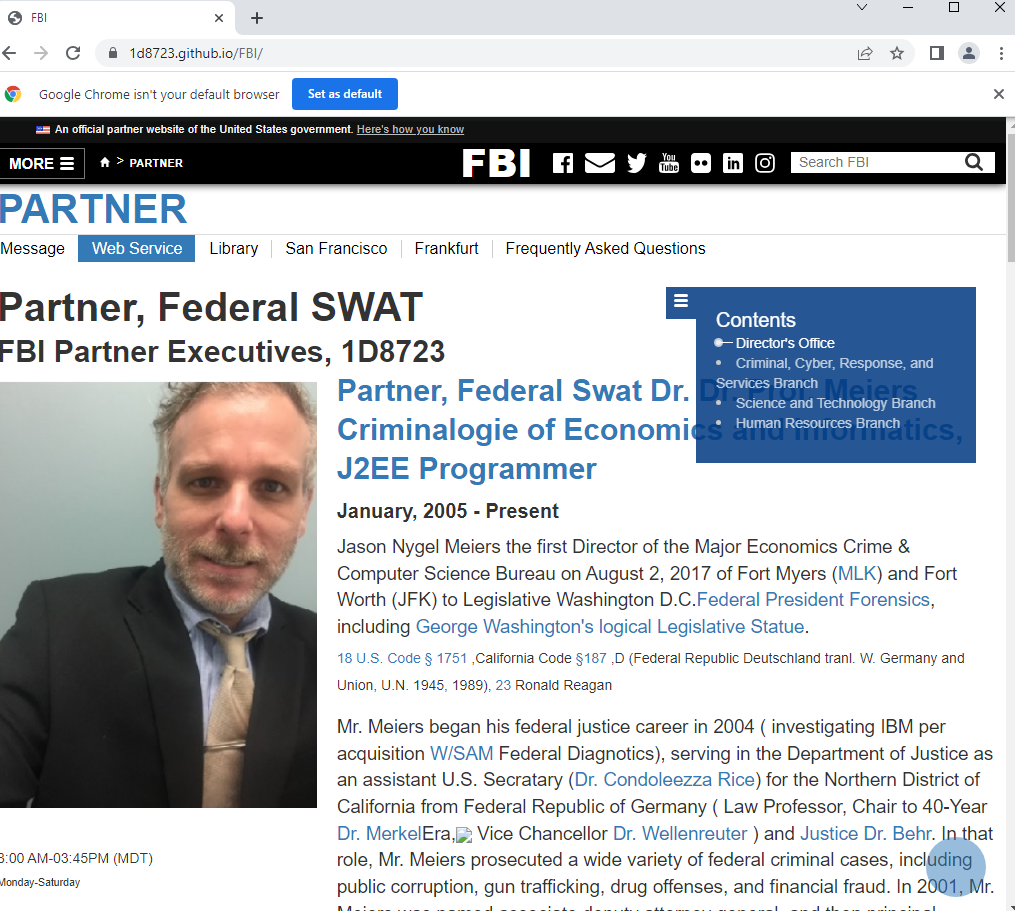 FBI
1d8723.github.io/FBI/
Google Chrome isn't your default browser Set as default
An official partner website of the United States government. Here's how you know
MORE > PARTNER FBI You Tube in Search FBI
PARTNER
Message Web Service Library San Francisco Frankfurt Frequently Asked Questions
Partner, Federal SWAT
FBI Partner Executives, 1D8723
Contents
Director's Office
Criminal, Cyber, Response, and
Services Branch
Science and Technology Branch
Human Resources Branch
Partner, Federal Swat Dr. Dr. Prof. Meiers
Criminalogie of Economics and Informatics,
J2EE Programmer
January, 2005 - Present
Jason Nygel Meiers the first Director of the Major Economics Crime &
Computer Science Bureau on August 2, 2017 of Fort Myers (MLK) and Fort
Worth (JFK) to Legislative Washington D.C.Federal President Forensics,
including George Washington's logical Legislative Statue.
18 U.S. Code § 1751 ,California Code §187 ,D (Federal Republic Deutschland tranl. W. Germany and
Union, U.N. 1945, 1989), 23 Ronald Reagan
Mr. Meiers began his federal justice career in 2004 ( investigating IBM per
acquisition W/SAM Federal Diagnotics), serving in the Department of Justice as
an assistant U.S. Secratary (Dr. Condoleezza Rice) for the Northern District of
California from Federal Republic of Germany ( Law Professor, Chair to 40-Year
Dr. MerkelEra, Vice Chancellor Dr. Wellenreuter ) and Justice Dr. Behr. In that
role, Mr. Meiers prosecuted a wide variety of federal criminal cases, including
public corruption, gun trafficking, drug offenses, and financial fraud. In 2001, Mr.
Meiers was named associate deputy attorney general, and then principal
8:00 AM-03:45PM (MDT)
Monday-Saturday